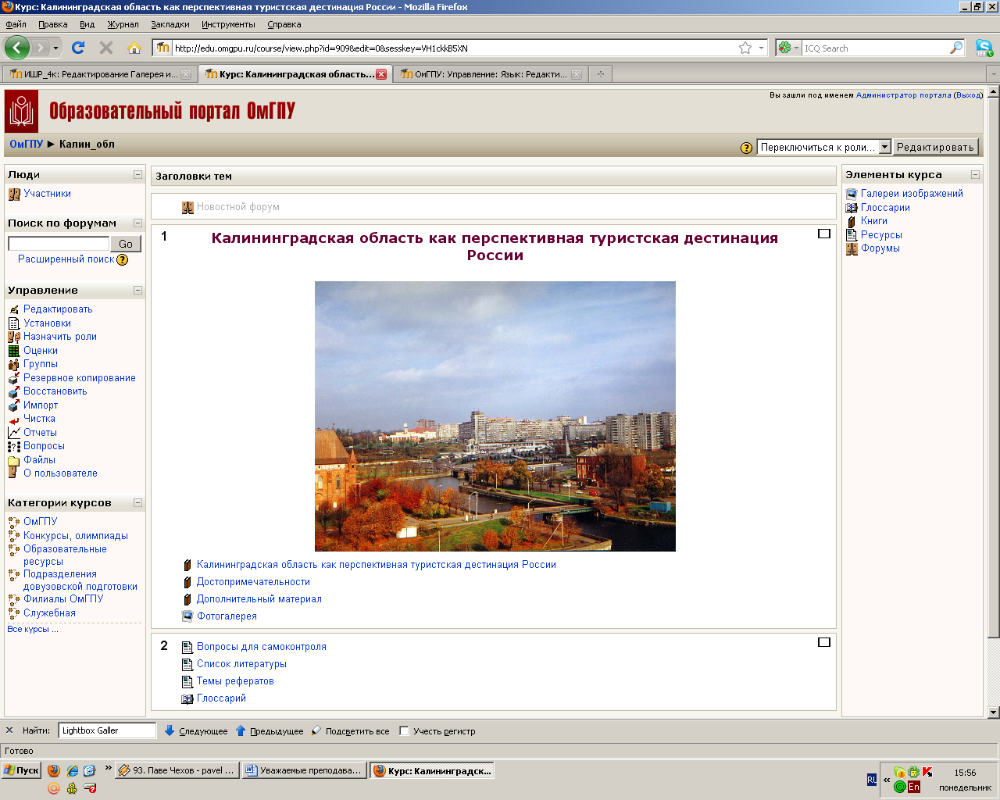 Курс: Калининградская область как перспективная туристская дестинация России - Mozilla Firefox
Файл Правка Вид Журнал Закладки Инструменты Справка
http://edu.omgpu.ru/course/view.php?id=909&edit=0&sesskey=VH1ckkB5XN
ICQ Search
ИШР_4к: Редактирование Галерея и...
Курс: Калининградская область...
ОмГПУ: Управление: Язык: Редакти...
Образовательный портал ОмГПУ
Вы зашли под именем Администратор портала (Выход)
ОмГПУ ► Калин_обл
Переключиться к роли...
Редактировать
Люди
Участники
Поиск по форумам
Go
Расширенный поиск
Управление
Редактировать
Установки
Назначить роли
Оценки
Группы
Резервное копирование
Восстановить
Импорт
Чистка
Отчеты
Вопросы
Файлы
О пользователе
Категории курсов
ОмГПУ
Конкурсы, олимпиады
Образовательные
ресурсы
Подразделения
довузовской подготовки
Филиалы ОмГПУ
Служебная
Все курсы ...
Заголовки тем
Новостной форум
1
Калининградская область как перспективная туристская дестинация
России
Калининградская область как перспективная туристская дестинация России
Достопримечательности
Дополнительный материал
Фотогалерея
2
Вопросы для самоконтроля
Список литературы
Темы рефератов
Глоссарий
Элементы курса
Галереи изображений
Глоссарии
Книги
Ресурсы
Форумы
Найти: Lightbox Galler Следующее Предыдущее Подсветить все Учесть регистр
Готово
Пуск
93. Паве Чехов - pavel ...
Уважаемые преподава...
Курс: Калининградск...
RL
En
15:56
понедельник